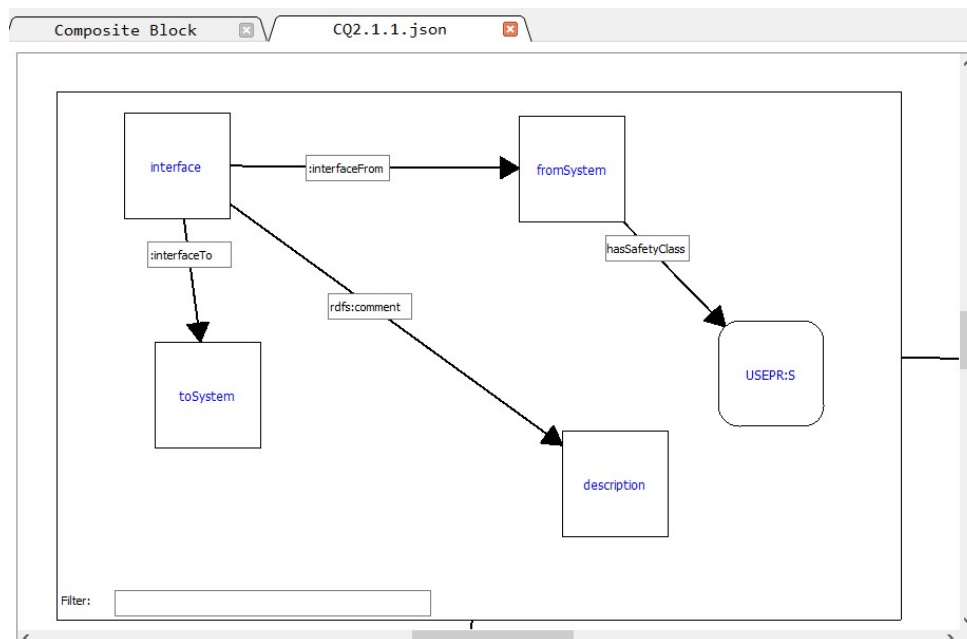 Composite Block
CQ2.1.1.json
interface
:interfaceFrom
fromSystem
:interfaceTo
hasSafetyClass
rdfs:comment
toSystem
USEPR:S
description
Filter: